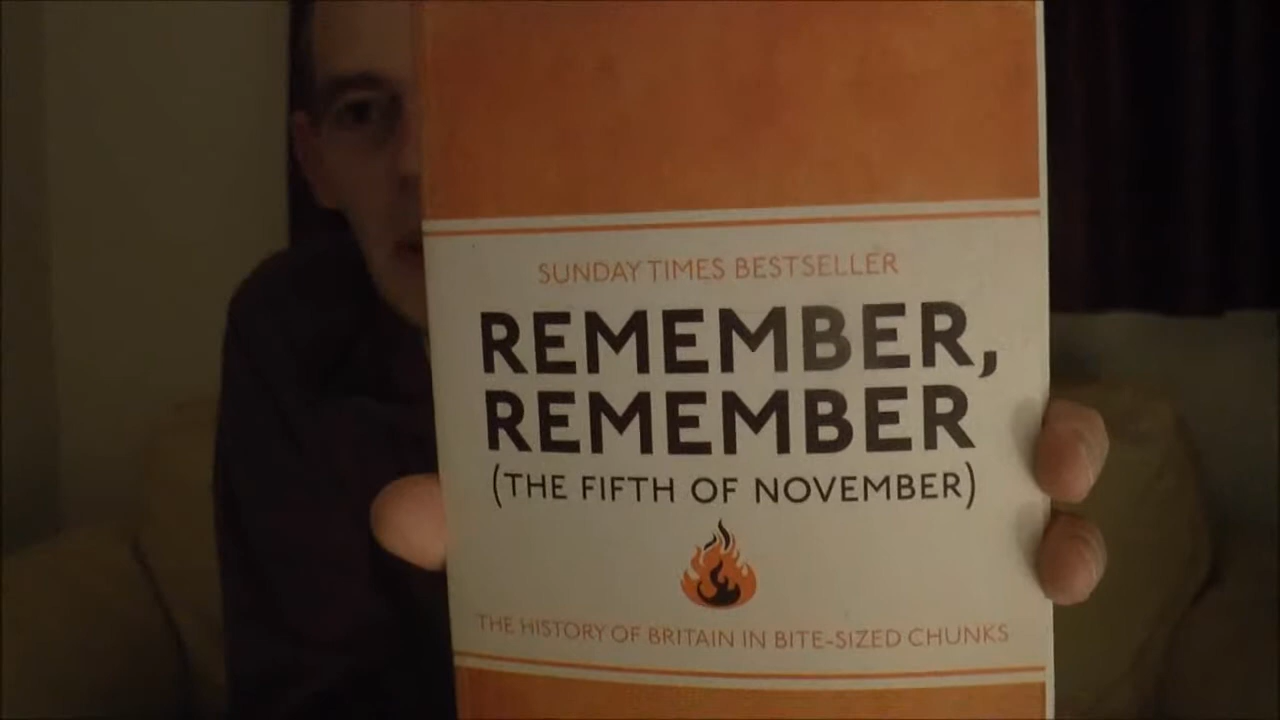 SUNDAY TIMES BESTSELLER
REMEMBER,
REMEMBER
(THE FIFTH OF NOVEMBER)
THE HISTORY OF BRITAIN IN BITE-SIZED CHUNKS